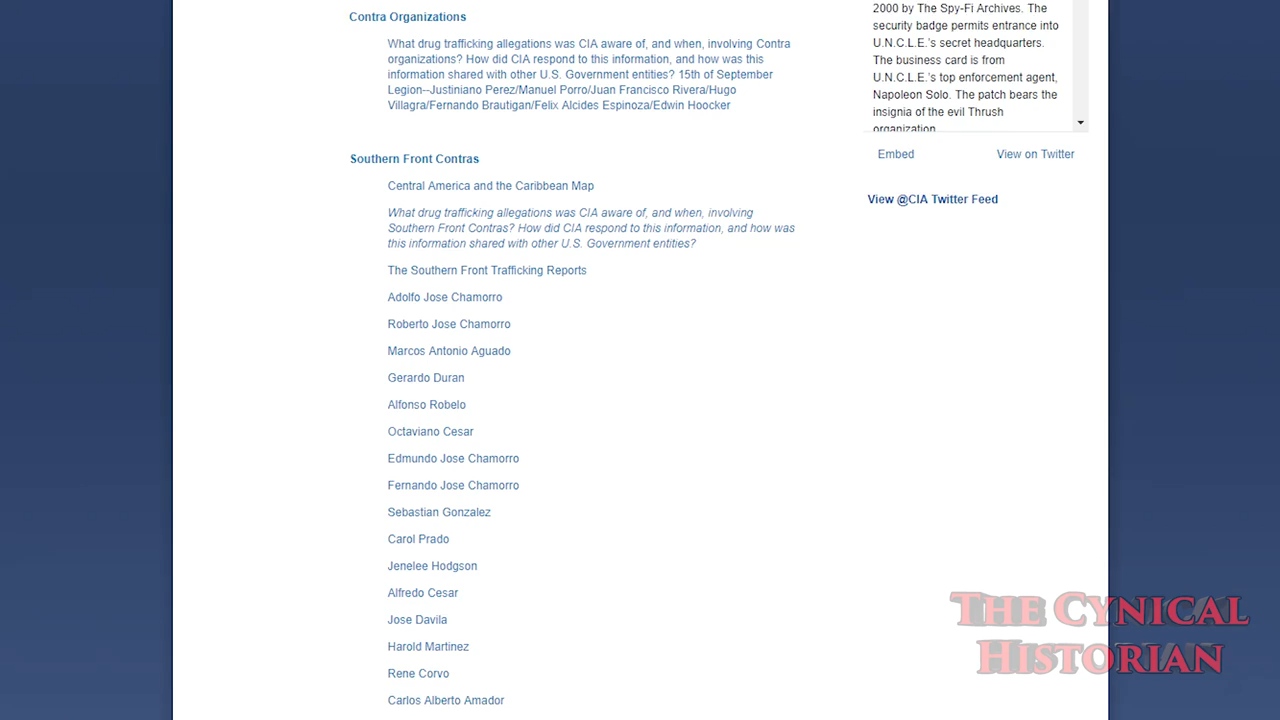 Contra Organizations
What drug trafficking allegations was CIA aware of, and when, involving Contra
organizations? How did CIA respond to this information, and how was this
information shared with other U.S. Government entities? 15th of September
Legion--Justiniano Perez/Manuel Porro/Juan Francisco Rivera/Hugo
Villagra/Fernando Brautigan/Felix Alcides Espinoza/Edwin Hoocker
Southern Front Contras
Central America and the Caribbean Map
What drug trafficking allegations was CIA aware of, and when, involving
Southern Front Contras? How did CIA respond to this information, and how was
this information shared with other U.S. Government entities?
The Southern Front Trafficking Reports
Adolfo Jose Chamorro
Roberto Jose Chamorro
Marcos Antonio Aguado
Gerardo Duran
Alfonso Robelo
Octaviano Cesar
Edmundo Jose Chamorro
Fernando Jose Chamorro
Sebastian Gonzalez
Carol Prado
Jenelee Hodgson
Alfredo Cesar
Jose Davila
Harold Martinez
Rene Corvo
Carlos Alberto Amador
2000 by The Spy-Fi Archives. The
security badge permits entrance into
U.N.C.L.E.'s secret headquarters.
The business card is from
U.N.C.L.E.'s top enforcement agent,
Napoleon Solo. The patch bears the
insignia of the evil Thrush
organization
Embed
View on Twitter
View @CIA Twitter Feed
The Cynical
Historian